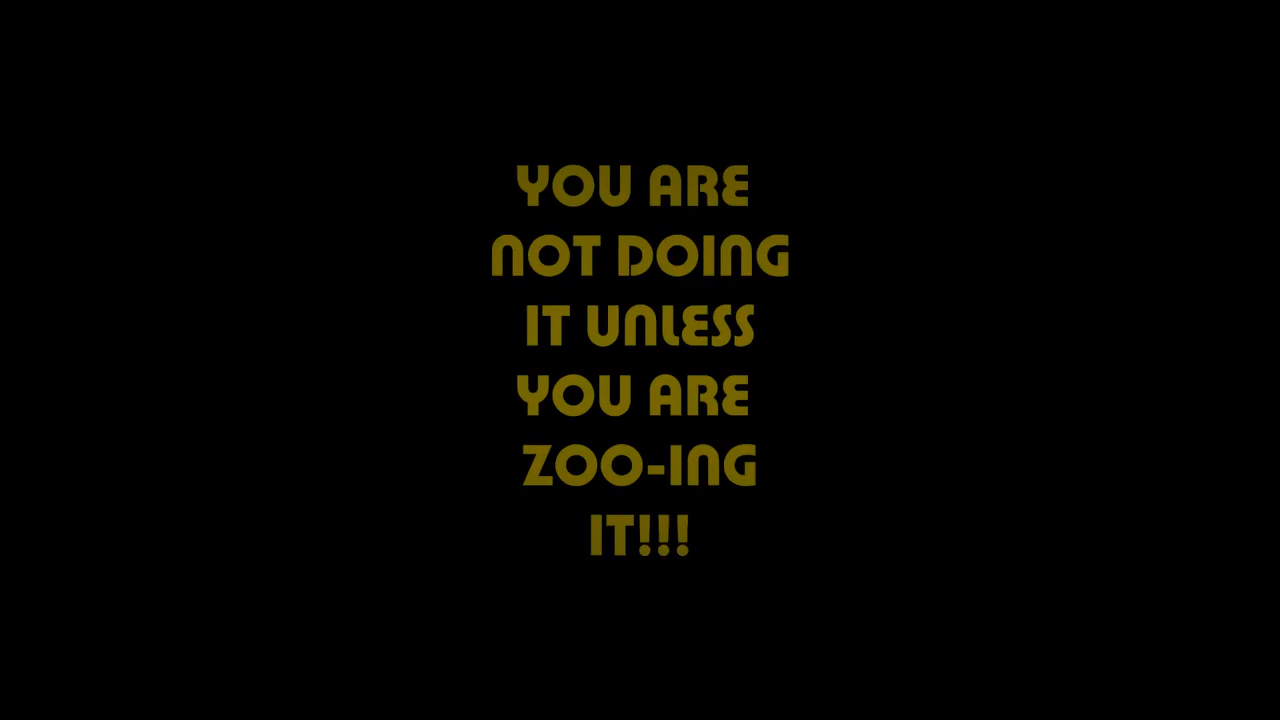 YOU ARE
NOT DOING
IT UNLESS
YOU ARE
ZOO-ING
IT!!!